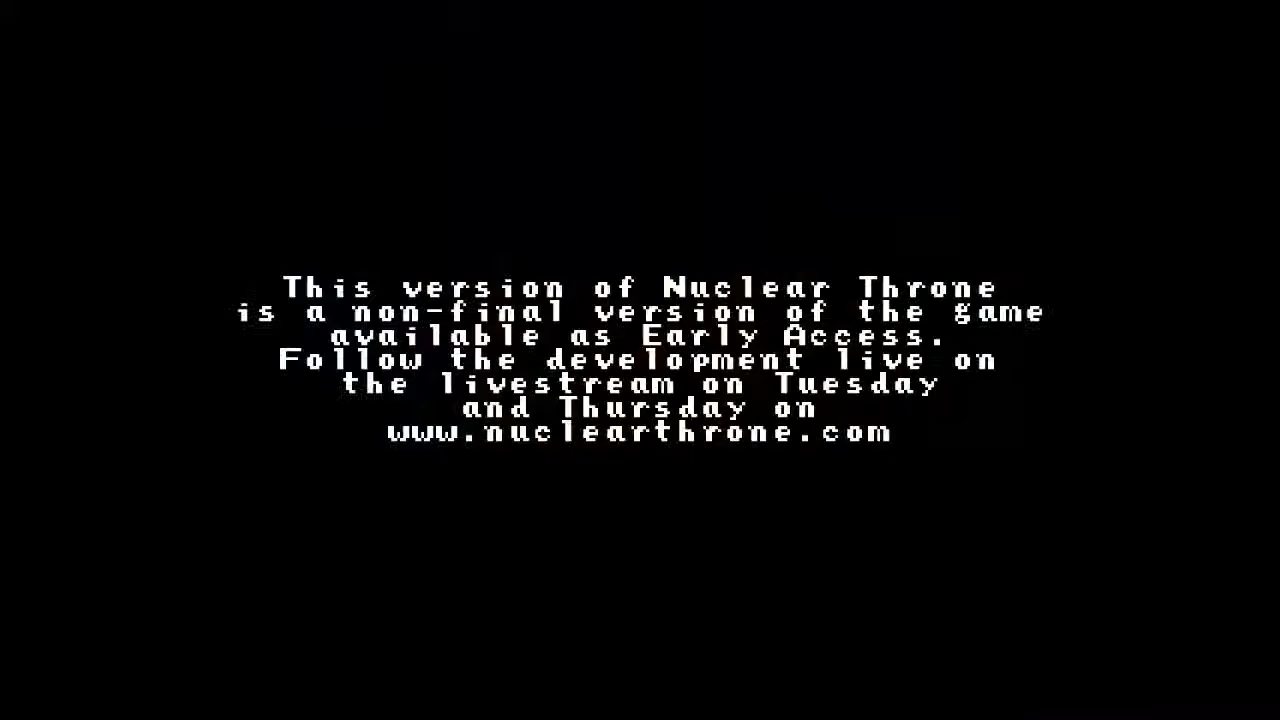 This version of Nuclear Throne
is a non-final version of the game
available as Early Access.
Follow the development live on
the livestream on Tuesday
and Thursday on
www.nuclearthrone.com